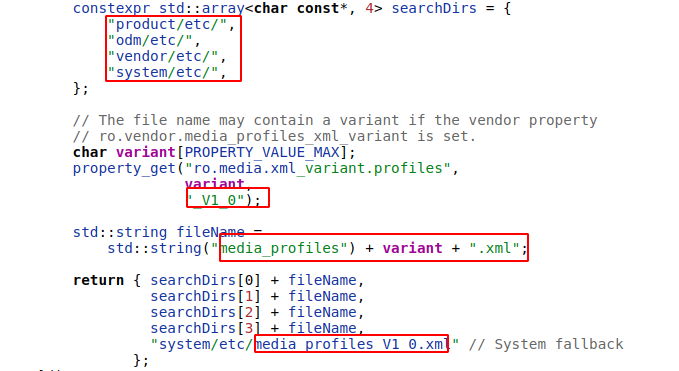 constexpr std::array<char const*, 4> searchDirs = {
"product/etc/",
"odm/etc/",
"vendor/etc/",
"system/etc/",
};
// The file name may contain a variant if the vendor property
// ro.vendor.media_profiles_xml_variant is set.
char variant[PROPERTY_VALUE_MAX];
property_get("ro.media.xml_variant.profiles",
variant,
"_V1_0");
std::string fileName =
std::string("media_profiles") + variant + ".xml";
return { searchDirs[0] + fileName,
searchDirs[1] + fileName,
searchDirs[2] + fileName,
searchDirs[3] + fileName,
"system/etc/media_profiles_V1_0.xml" // System fallback
};